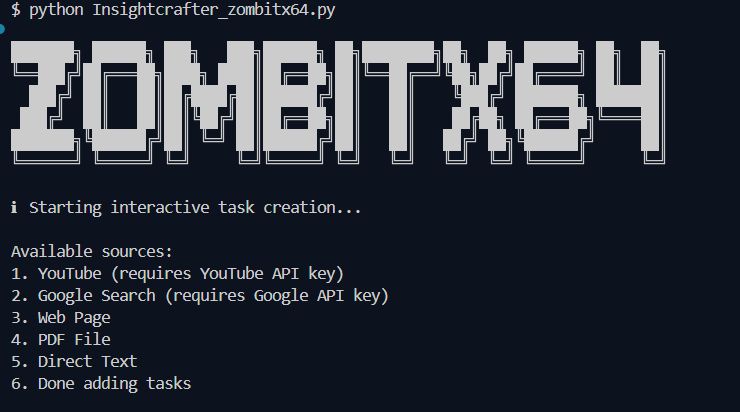 $ python Insightcrafter_zombitx64.py
ZOMBITX64
ℹ Starting interactive task creation...
Available sources:
1. YouTube (requires YouTube API key)
2. Google Search (requires Google API key)
3. Web Page
4. PDF File
5. Direct Text
6. Done adding tasks